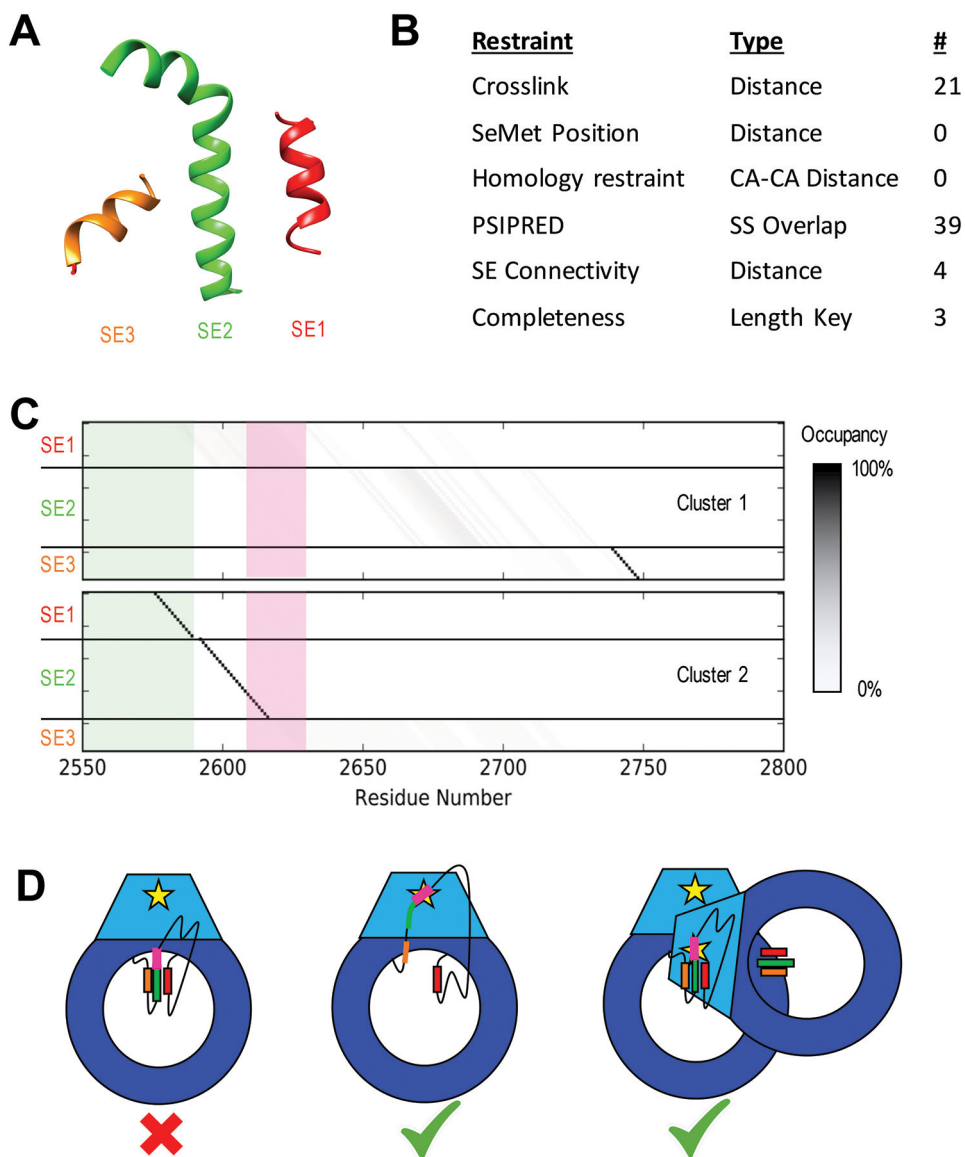 A
SE3 SE2 SE1
B
Restraint Type #
Crosslink Distance 21
SeMet Position Distance 0
Homology restraint CA-CA Distance 0
PSIPRED SS Overlap 39
SE Connectivity Distance 4
Completeness Length Key 3
C
SE1
SE2
SE3
Cluster 1
SE1
SE2
SE3
Cluster 2
2550 2600 2650 2700 2750 2800
Residue Number
Occupancy
100%
0%
D